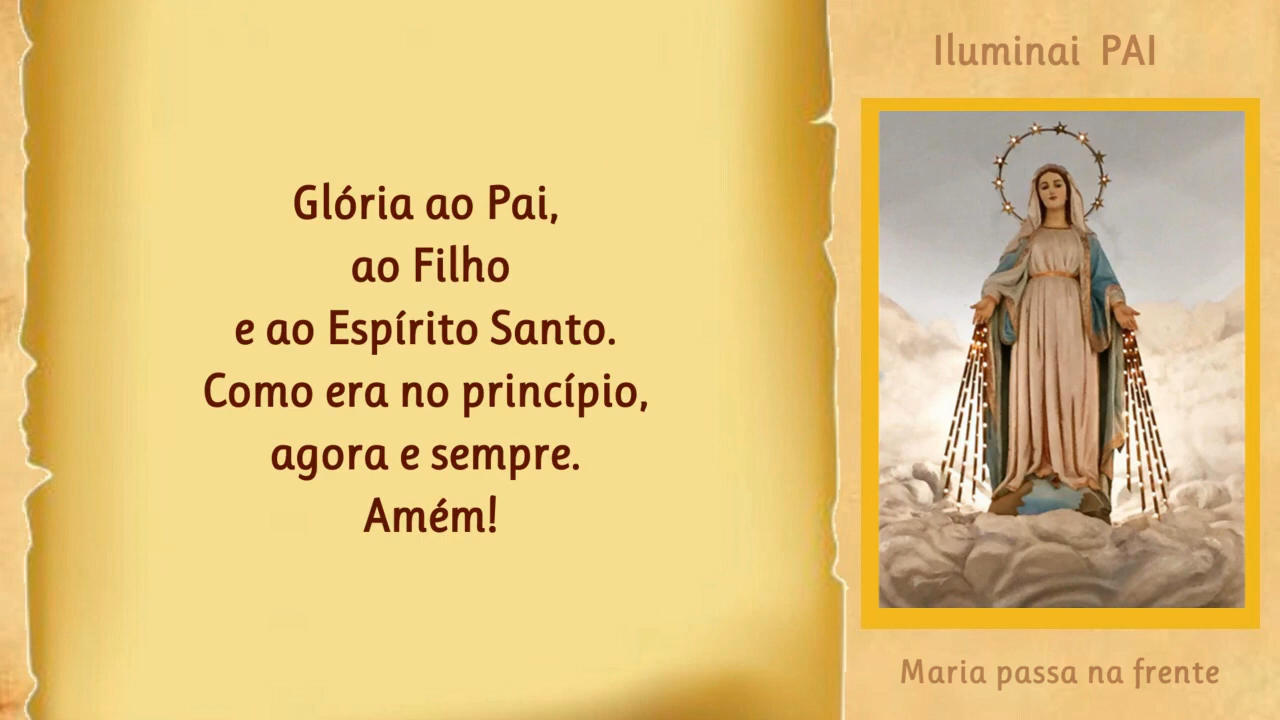 Glória ao Pai,
ao Filho
e ao Espírito Santo.
Como era no princípio,
agora e sempre.
Amém!
Iluminai PAI
Maria passa na frente